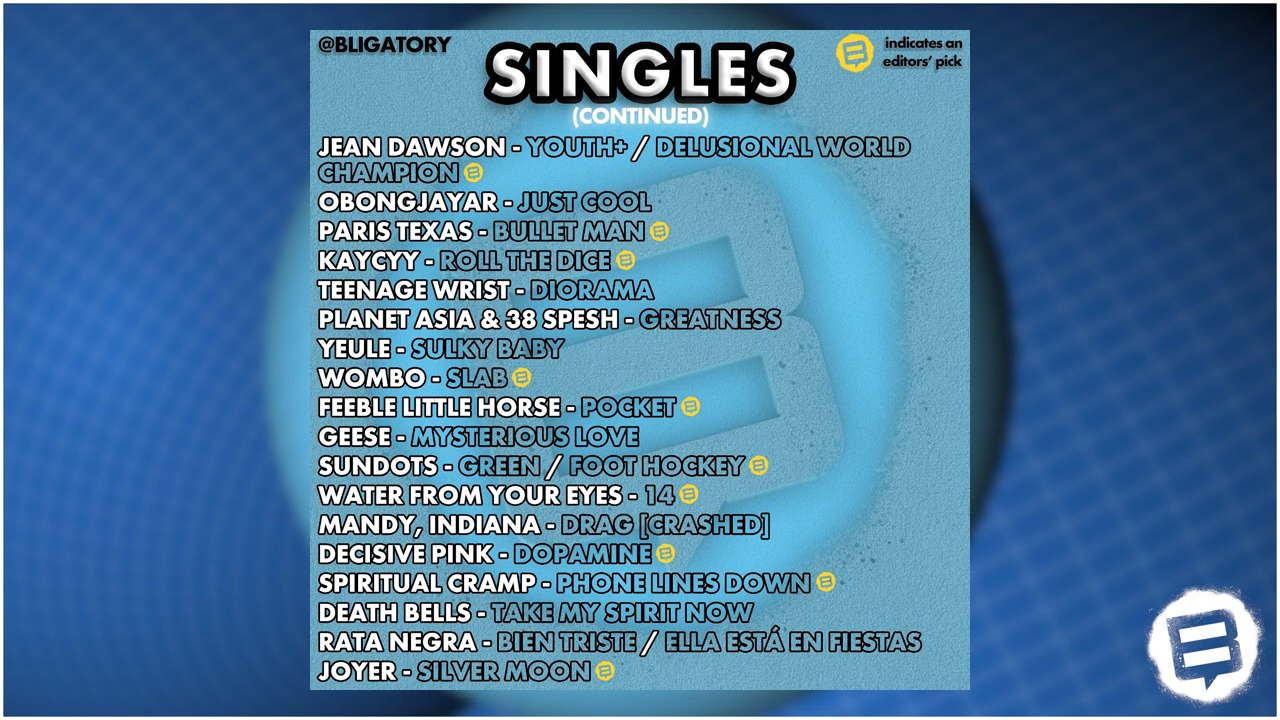 @BLIGATORY
SINGLES
(CONTINUED)
indicates an
editors' pick
JEAN DAWSON - YOUTH+ / DELUSIONAL WORLD
CHAMPION
OBONGJAYAR - JUST COOL
PARIS TEXAS - BULLET MAN
KAYCYY - ROLL THE DICE
TEENAGE WRIST - DIORAMA
PLANET ASIA & 38 SPESH - GREATNESS
YEULE - SULKY BABY
WOMBO - SLAB
FEEBLE LITTLE HORSE - POCKET
GEESE - MYSTERIOUS LOVE
SUNDOTS - GREEN / FOOT HOCKEY
WATER FROM YOUR EYES - 14
MANDY, INDIANA - DRAG [CRASHED]
DECISIVE PINK - DOPAMINE
SPIRITUAL CRAMP - PHONE LINES DOWN
DEATH BELLS - TAKE MY SPIRIT NOW
RATA NEGRA - BIEN TRISTE / ELLA ESTÁ EN FIESTAS
JOYER - SILVER MOON